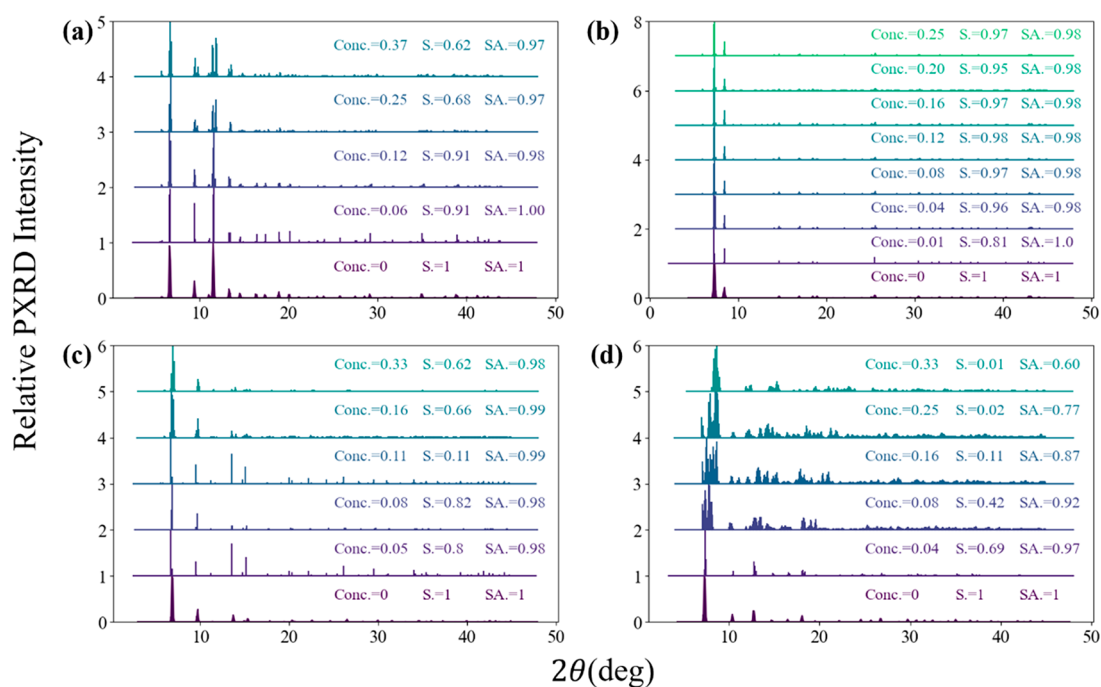 Relative PXRD Intensity
(a)
5
4
3
2
1
0
Conc.=0.37 S.=0.62 SA.=0.97
Conc.=0.25 S.=0.68 SA.=0.97
Conc.=0.12 S.=0.91 SA.=0.98
Conc.=0.06 S.=0.91 SA.=1.00
Conc.=0 S.=1 SA.=1
10 20 30 40 50
(b)
8
6
4
2
0
Conc.=0.25 S.=0.97 SA.=0.98
Conc.=0.20 S.=0.95 SA.=0.98
Conc.=0.16 S.=0.97 SA.=0.98
Conc.=0.12 S.=0.98 SA.=0.98
Conc.=0.08 S.=0.97 SA.=0.98
Conc.=0.04 S.=0.96 SA.=0.98
Conc.=0.01 S.=0.81 SA.=1.0
Conc.=0 S.=1 SA.=1
0 10 20 30 40 50
(c)
6
5
4
3
2
1
0
Conc.=0.33 S.=0.62 SA.=0.98
Conc.=0.16 S.=0.66 SA.=0.99
Conc.=0.11 S.=0.11 SA.=0.99
Conc.=0.08 S.=0.82 SA.=0.98
Conc.=0.05 S.=0.8 SA.=0.98
Conc.=0 S.=1 SA.=1
10 20 30 40 50
(d)
6
5
4
3
2
1
0
Conc.=0.33 S.=0.01 SA.=0.60
Conc.=0.25 S.=0.02 SA.=0.77
Conc.=0.16 S.=0.11 SA.=0.87
Conc.=0.08 S.=0.42 SA.=0.92
Conc.=0.04 S.=0.69 SA.=0.97
Conc.=0 S.=1 SA.=1
10 20 30 40 50
2θ(deg)